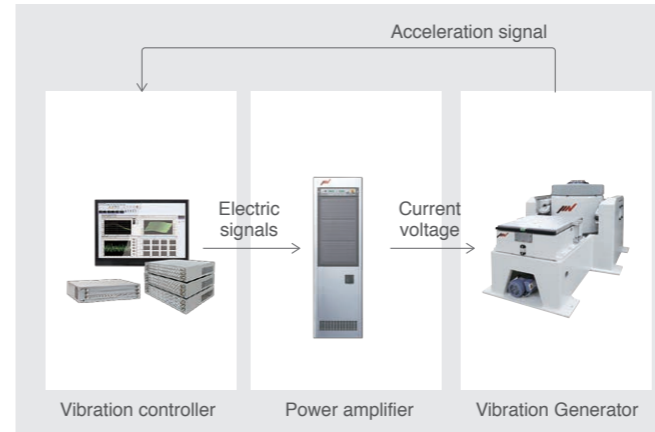 Acceleration signal
Electric
signals
Current
voltage
Vibration controller
Power amplifier
Vibration Generator